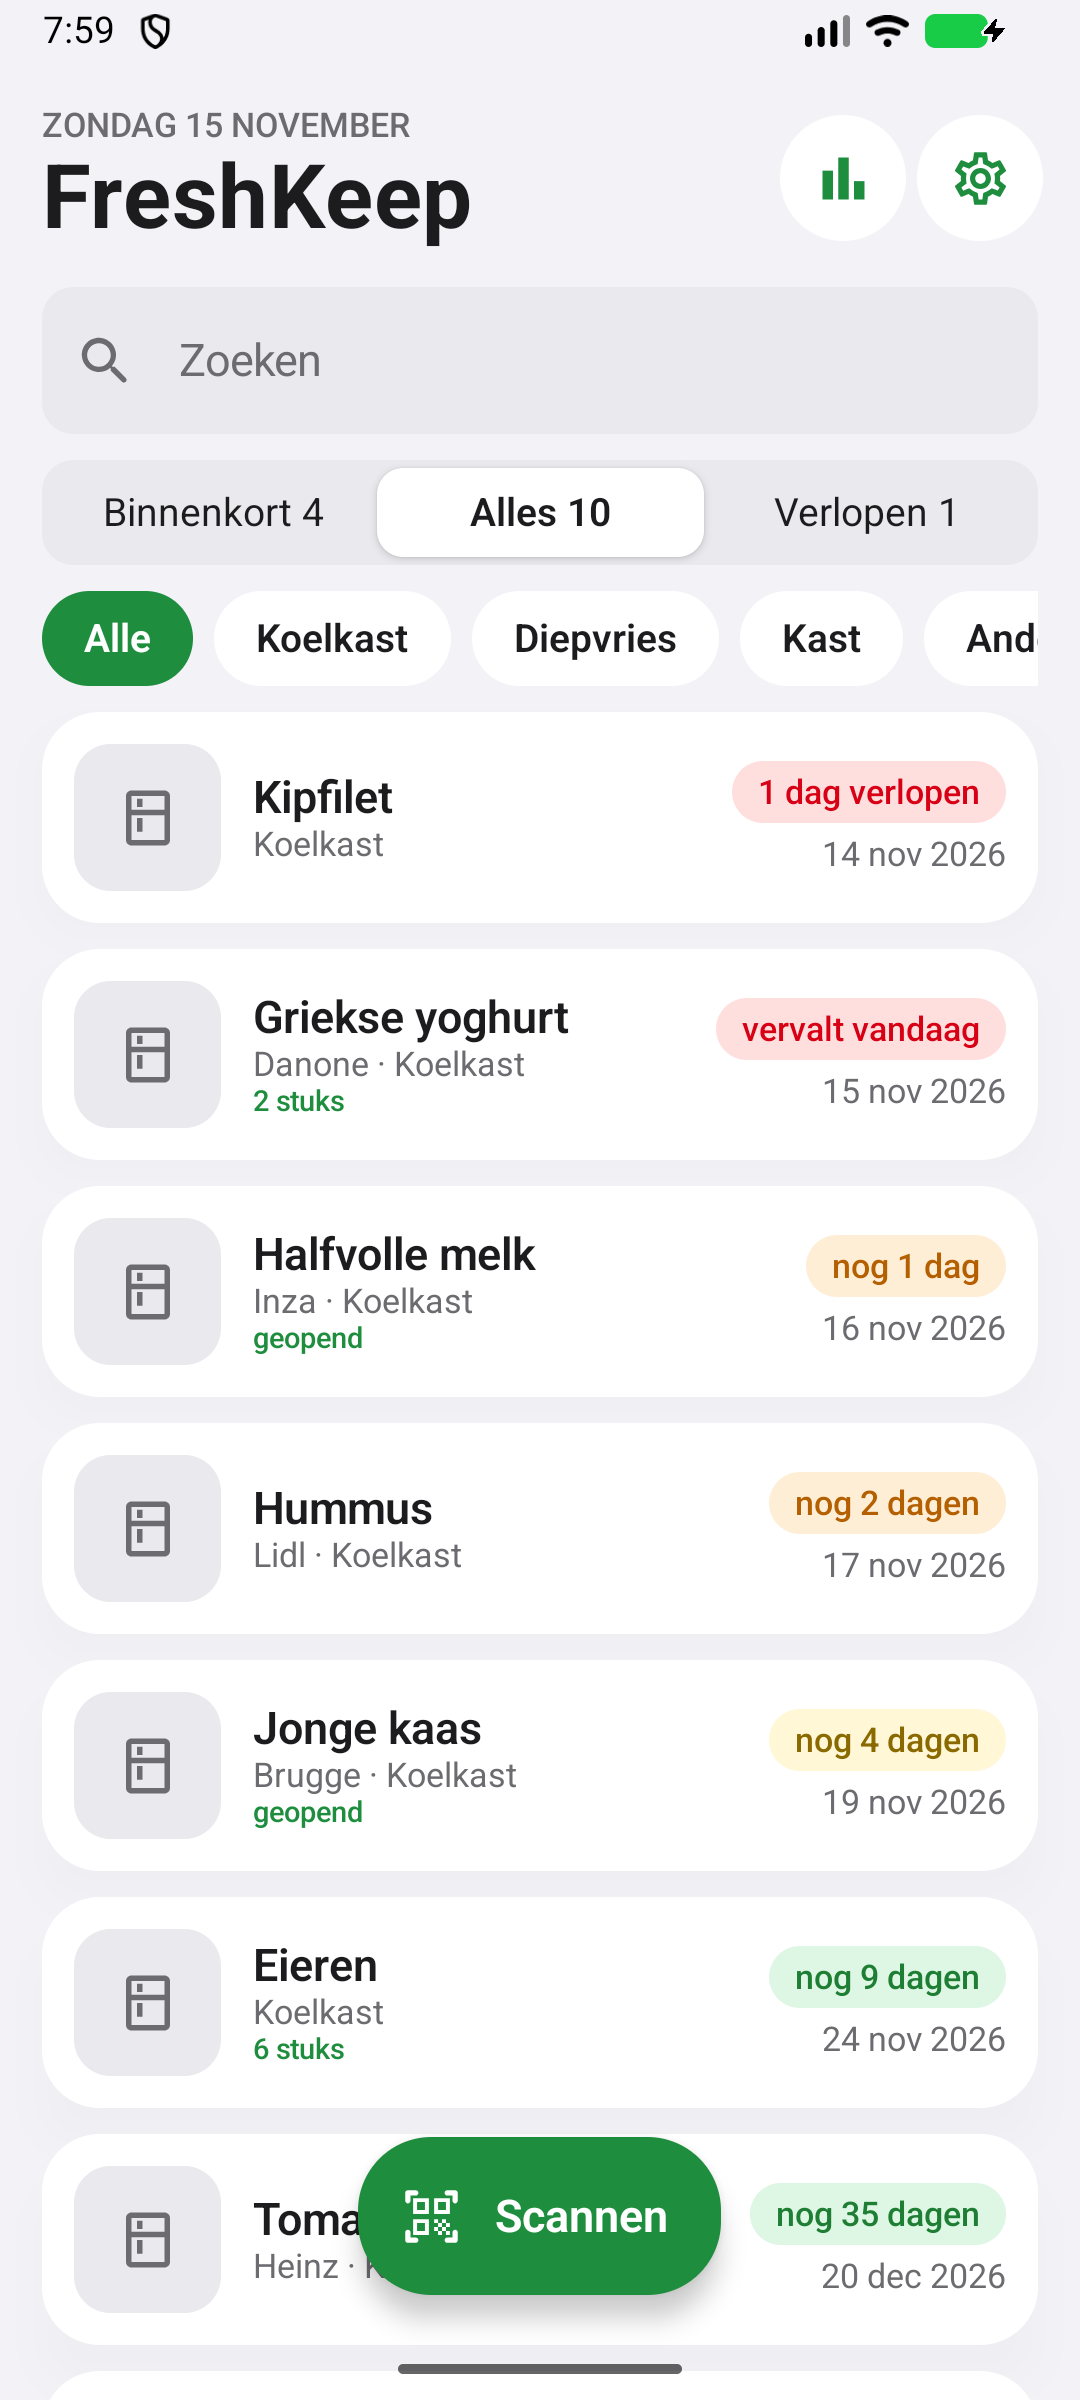 7:59
ZONDAG 15 NOVEMBER
FreshKeep
Zoeken
Binnenkort 4
Alles 10
Verlopen 1
Alle
Koelkast
Diepvries
Kast
Kipfilet
Koelkast
1 dag verlopen
14 nov 2026
Griekse yoghurt
Danone · Koelkast
2 stuks
vervalt vandaag
15 nov 2026
Halfvolle melk
Inza · Koelkast
geopend
nog 1 dag
16 nov 2026
Hummus
Lidl · Koelkast
nog 2 dagen
17 nov 2026
Jonge kaas
Brugge · Koelkast
geopend
nog 4 dagen
19 nov 2026
Eieren
Koelkast
6 stuks
nog 9 dagen
24 nov 2026
Heinz ·
nog 35 dagen
20 dec 2026
Scannen